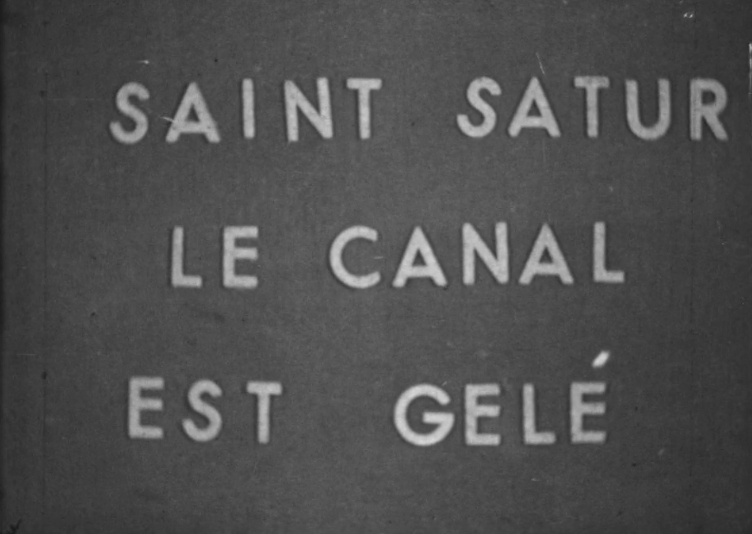 SAINT SATUR
LE CANAL
EST GELÉ